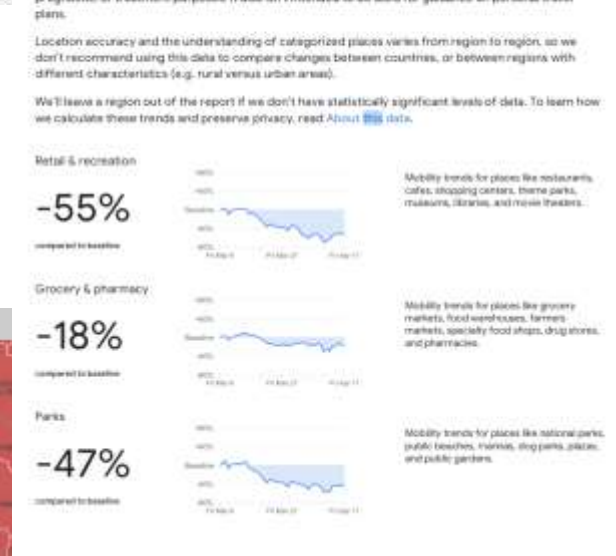 plans.
Location accuracy and the understanding of categorized places varies from region to region, so we
don't recommend using this data to compare changes between countries, or between regions with
different characteristics (e.g. rural versus urban areas).
We'll leave a region out of the report if we don't have statistically significant levels of data. To learn how
we calculate these trends and preserve privacy, read About this data.
Retail & recreation
-55%
compared to baseline
Mobility trends for places like restaurants,
cafes, shopping centers, theme parks,
museums, libraries, and movie theaters.
Baseline
Grocery & pharmacy
-18%
compared to baseline
Mobility trends for places like grocery
markets, food warehouses, farmers
markets, specialty food shops, drug stores,
and pharmacies.
Baseline
Parks
-47%
compared to baseline
Mobility trends for places like national parks,
public beaches, marinas, dog parks, plazas,
and public gardens.
Baseline